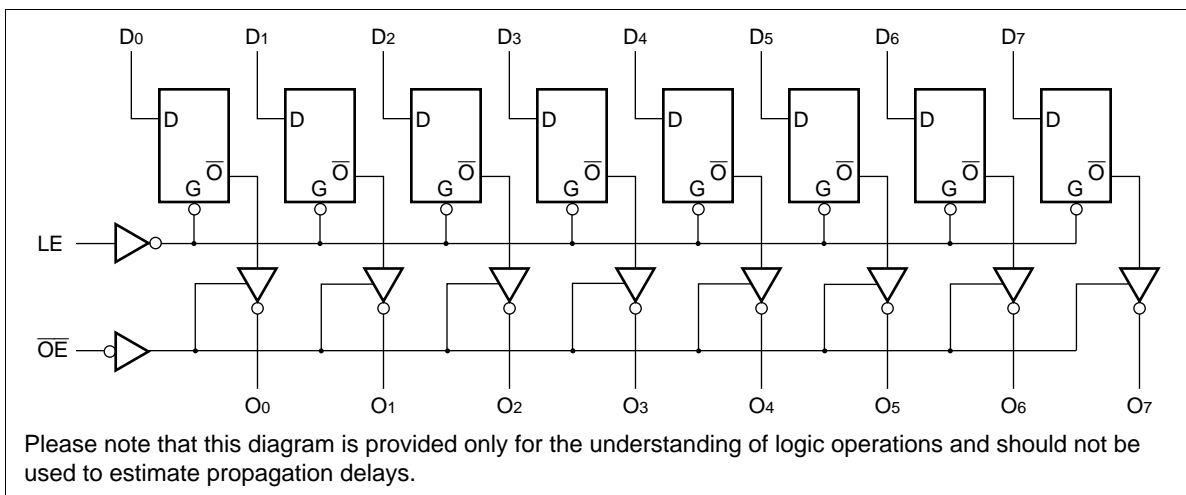 D0 D1 D2 D3 D4 D5 D6 D7
D D D D D D D D
O̅ O̅ O̅ O̅ O̅ O̅ O̅ O̅
G G G G G G G G
LE
O̅E̅
O0 O1 O2 O3 O4 O5 O6 O7
Please note that this diagram is provided only for the understanding of logic operations and should not be
used to estimate propagation delays.